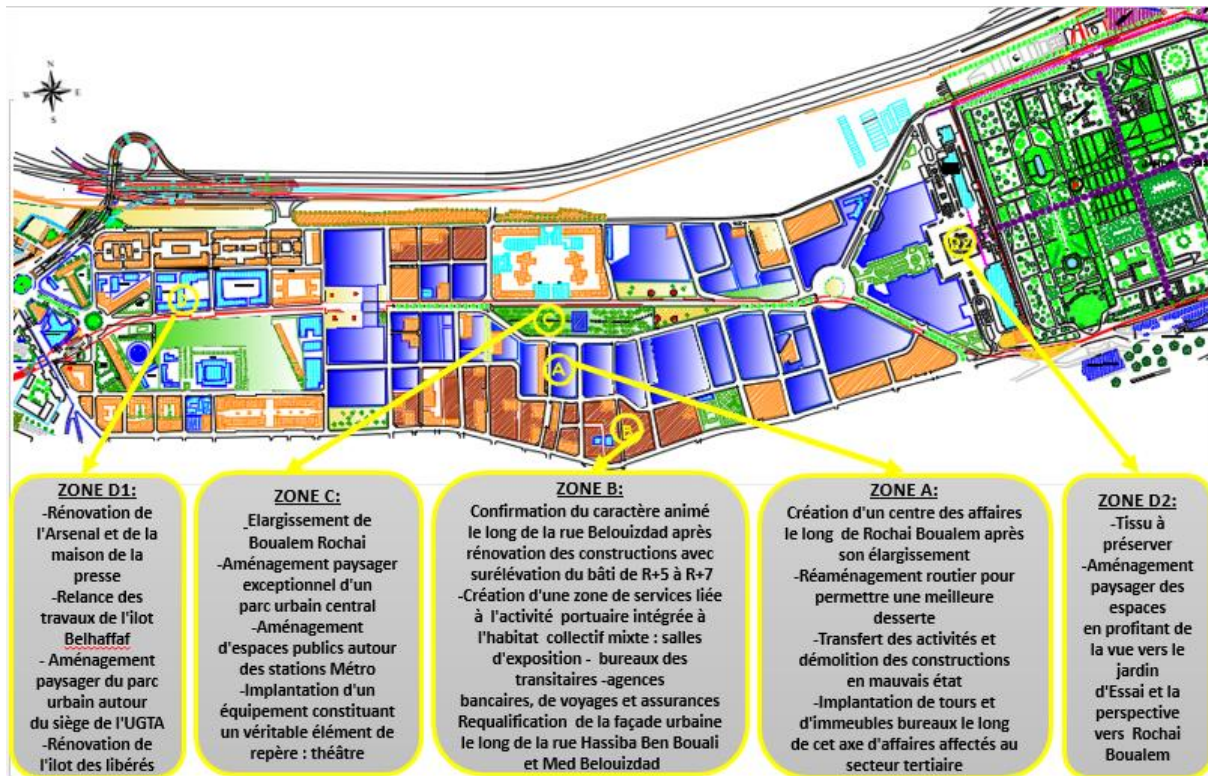 N
W
E
S
D2
C
A
B
ZONE D1:
-Rénovation de
l'Arsenal et de la
maison de la
presse
-Relance des
travaux de l'ilot
Belhaffaf
- Aménagement
paysager du parc
urbain autour
du siège de l'UGTA
-Rénovation de
l'ilot des libérés
ZONE C:
-Elargissement de
Boualem Rochai
-Aménagement paysager
exceptionnel d'un
parc urbain central
-Aménagement
d'espaces publics autour
des stations Métro
-Implantation d'un
équipement constituant
un véritable élément de
repère : théâtre
ZONE B:
Confirmation du caractère animé
le long de la rue Belouizdad après
rénovation des constructions avec
surélévation du bâti de R+5 à R+7
-Création d'une zone de services liée
à l'activité portuaire intégrée à
l'habitat collectif mixte : salles
d'exposition - bureaux des
transitaires -agences
bancaires, de voyages et assurances
Requalification de la façade urbaine
le long de la rue Hassiba Ben Bouali
et Med Belouizdad
ZONE A:
Création d'un centre des affaires
le long de Rochai Boualem après
son élargissement
-Réaménagement routier pour
permettre une meilleure
desserte
-Transfert des activités et
démolition des constructions
en mauvais état
-Implantation de tours et
d'immeubles bureaux le long
de cet axe d'affaires affectés au
secteur tertiaire
ZONE D2:
-Tissu à
préserver
-Aménagement
paysager des
espaces
en profitant de
la vue vers le
jardin
d'Essai et la
perspective
vers Rochai
Boualem